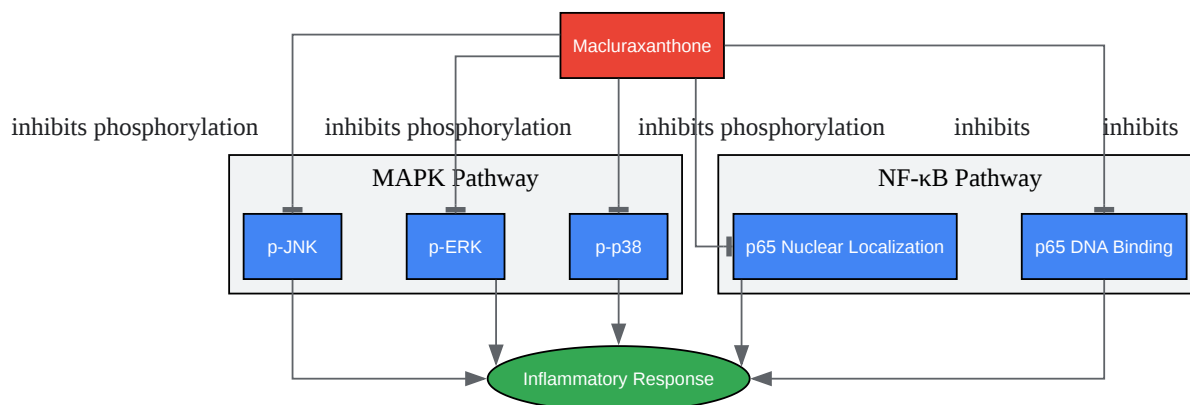 Macluraxanthone
inhibits phosphorylation
inhibits phosphorylation
inhibits phosphorylation
inhibits
inhibits
MAPK Pathway
NF-κB Pathway
p-JNK
p-ERK
p-p38
p65 Nuclear Localization
p65 DNA Binding
Inflammatory Response